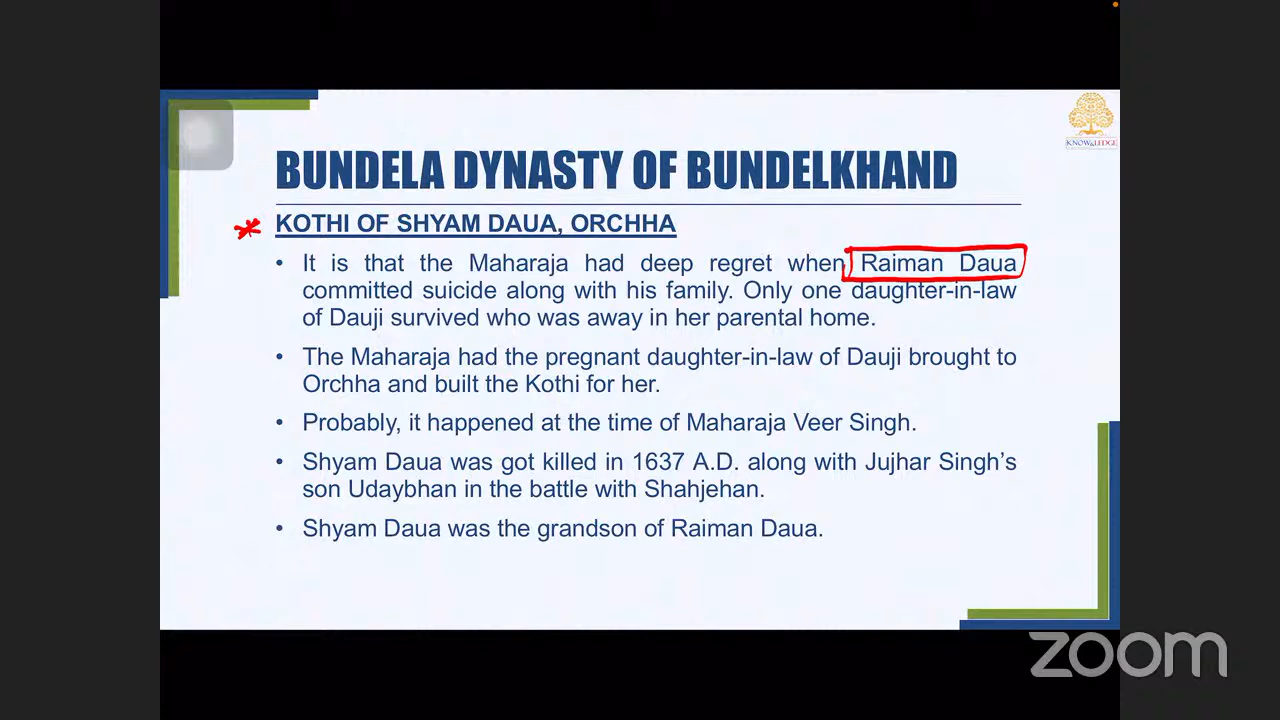 KNOWLEDGE
BUNDELA DYNASTY OF BUNDELKHAND
KOTHI OF SHYAM DAUA, ORCHHA
• It is that the Maharaja had deep regret when Raiman Daua
committed suicide along with his family. Only one daughter-in-law
of Dauji survived who was away in her parental home.
• The Maharaja had the pregnant daughter-in-law of Dauji brought to
Orchha and built the Kothi for her.
• Probably, it happened at the time of Maharaja Veer Singh.
• Shyam Daua was got killed in 1637 A.D. along with Jujhar Singh’s
son Udaybhan in the battle with Shahjehan.
• Shyam Daua was the grandson of Raiman Daua.
zoom